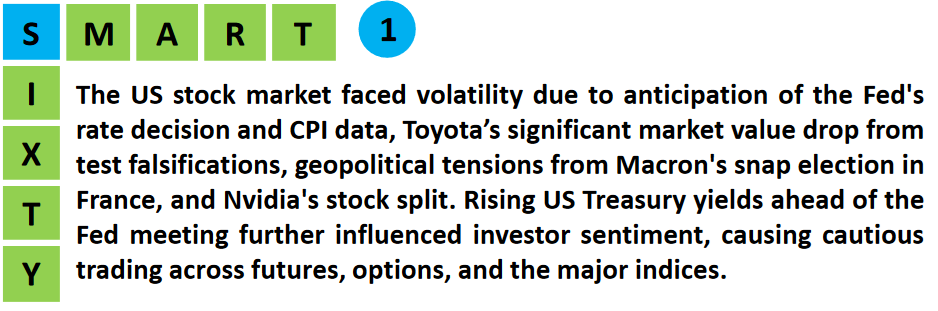 SMART 1
SIXTY
The US stock market faced volatility due to anticipation of the Fed's
rate decision and CPI data, Toyota’s significant market value drop from
test falsifications, geopolitical tensions from Macron's snap election in
France, and Nvidia's stock split. Rising US Treasury yields ahead of the
Fed meeting further influenced investor sentiment, causing cautious
trading across futures, options, and the major indices.